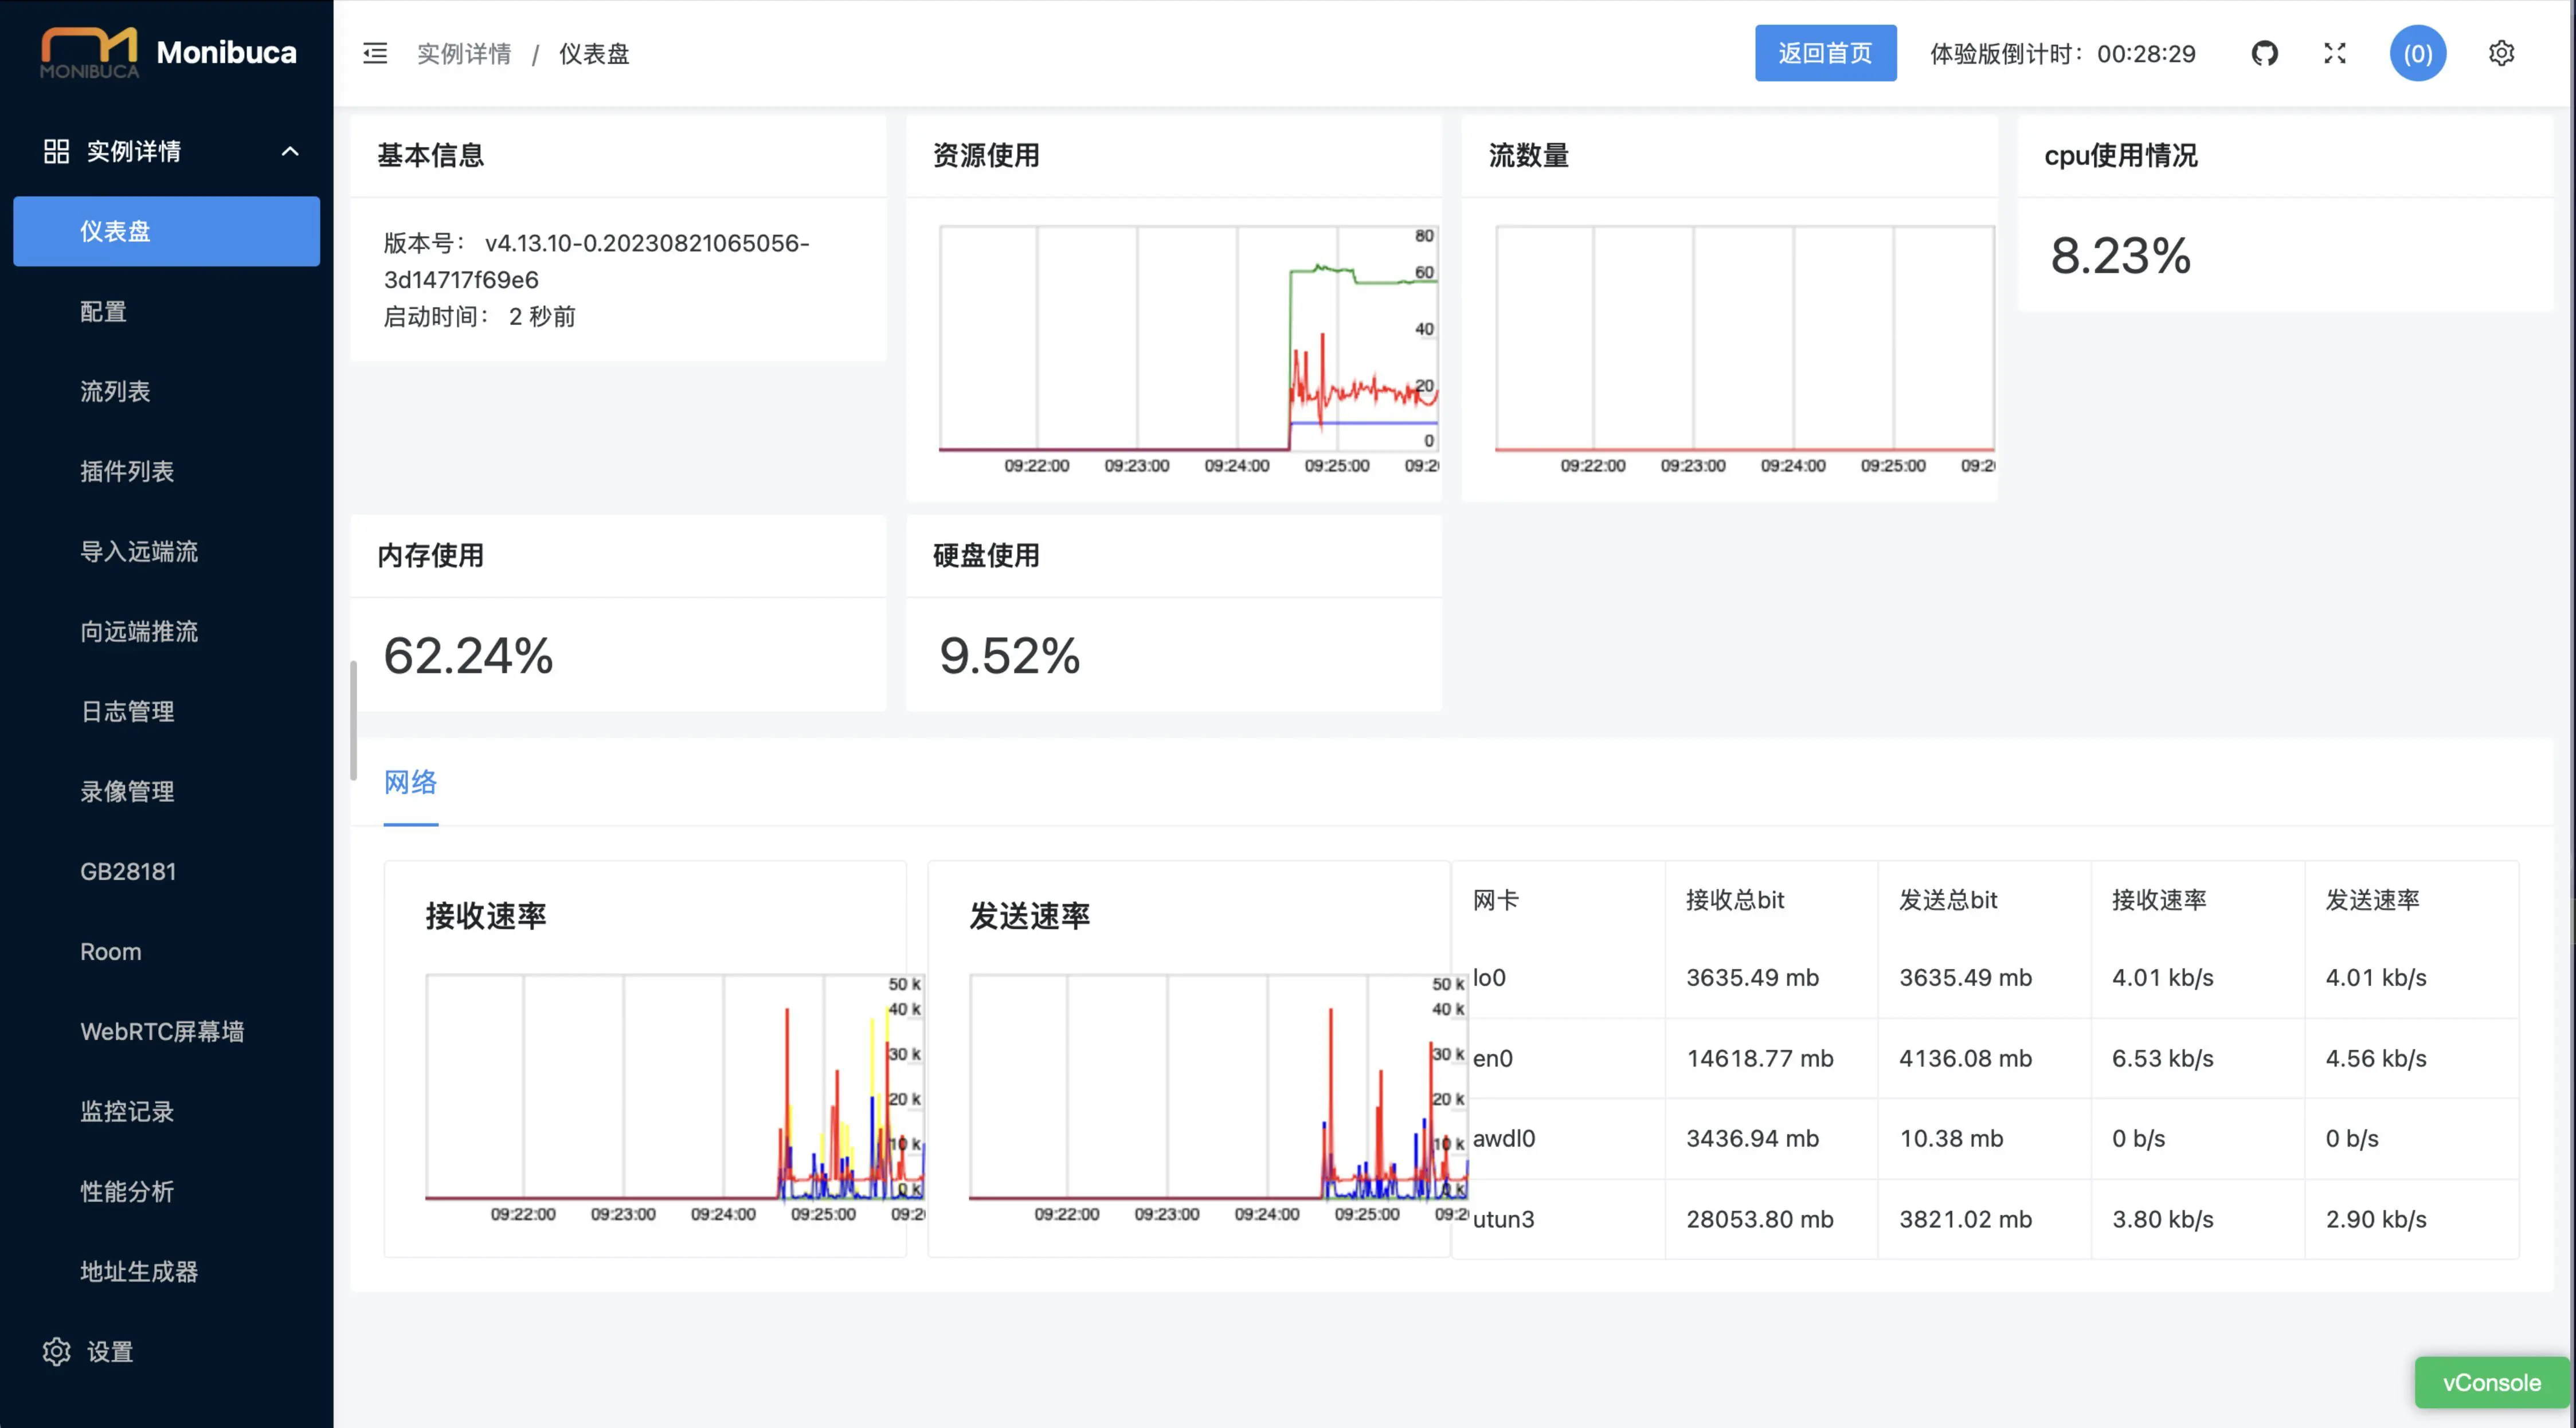 MONIBUCA
Monibuca
实例详情
仪表盘
配置
流列表
插件列表
导入远端流
向远端推流
日志管理
录像管理
GB28181
Room
WebRTC屏幕墙
监控记录
性能分析
地址生成器
设置
实例详情 / 仪表盘
返回首页
体验版倒计时：00:28:29
(0)
基本信息
版本号： v4.13.10-0.20230821065056-
3d14717f69e6
启动时间： 2 秒前
资源使用
80
60
40
20
0
09:22:00 09:23:00 09:24:00 09:25:00 09:2
流数量
09:22:00 09:23:00 09:24:00 09:25:00 09:2
cpu使用情况
8.23%
内存使用
62.24%
硬盘使用
9.52%
网络
接收速率
50 k
40 k
30 k
20 k
10 k
0 k
09:22:00 09:23:00 09:24:00 09:25:00 09:2
发送速率
50 k
40 k
30 k
20 k
10 k
0 k
09:22:00 09:23:00 09:24:00 09:25:00 09:2
网卡 接收总bit 发送总bit 接收速率 发送速率
lo0 3635.49 mb 3635.49 mb 4.01 kb/s 4.01 kb/s
en0 14618.77 mb 4136.08 mb 6.53 kb/s 4.56 kb/s
awdl0 3436.94 mb 10.38 mb 0 b/s 0 b/s
utun3 28053.80 mb 3821.02 mb 3.80 kb/s 2.90 kb/s
vConsole